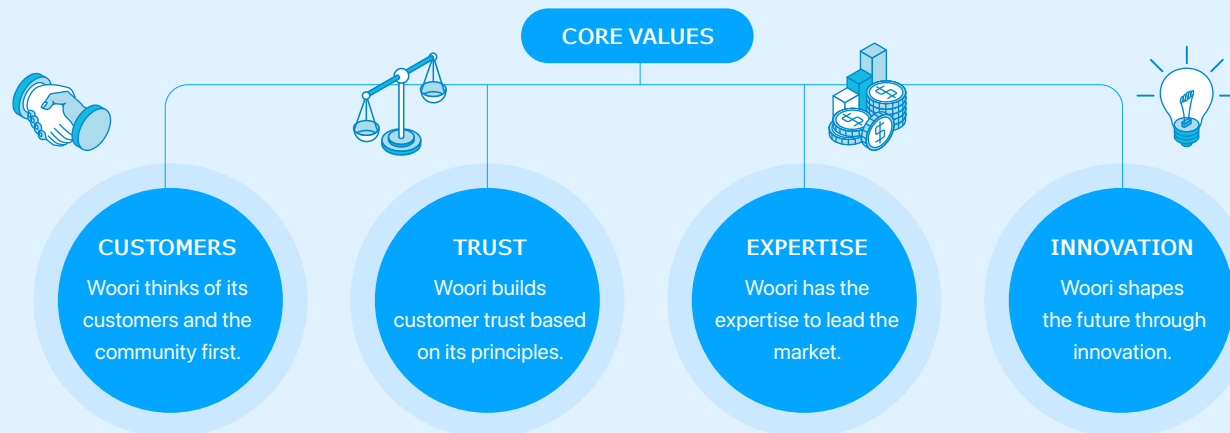 CORE VALUES
CUSTOMERS
Woori thinks of its
customers and the
community first.
TRUST
Woori builds
customer trust based
on its principles.
EXPERTISE
Woori has the
expertise to lead the
market.
INNOVATION
Woori shapes
the future through
innovation.